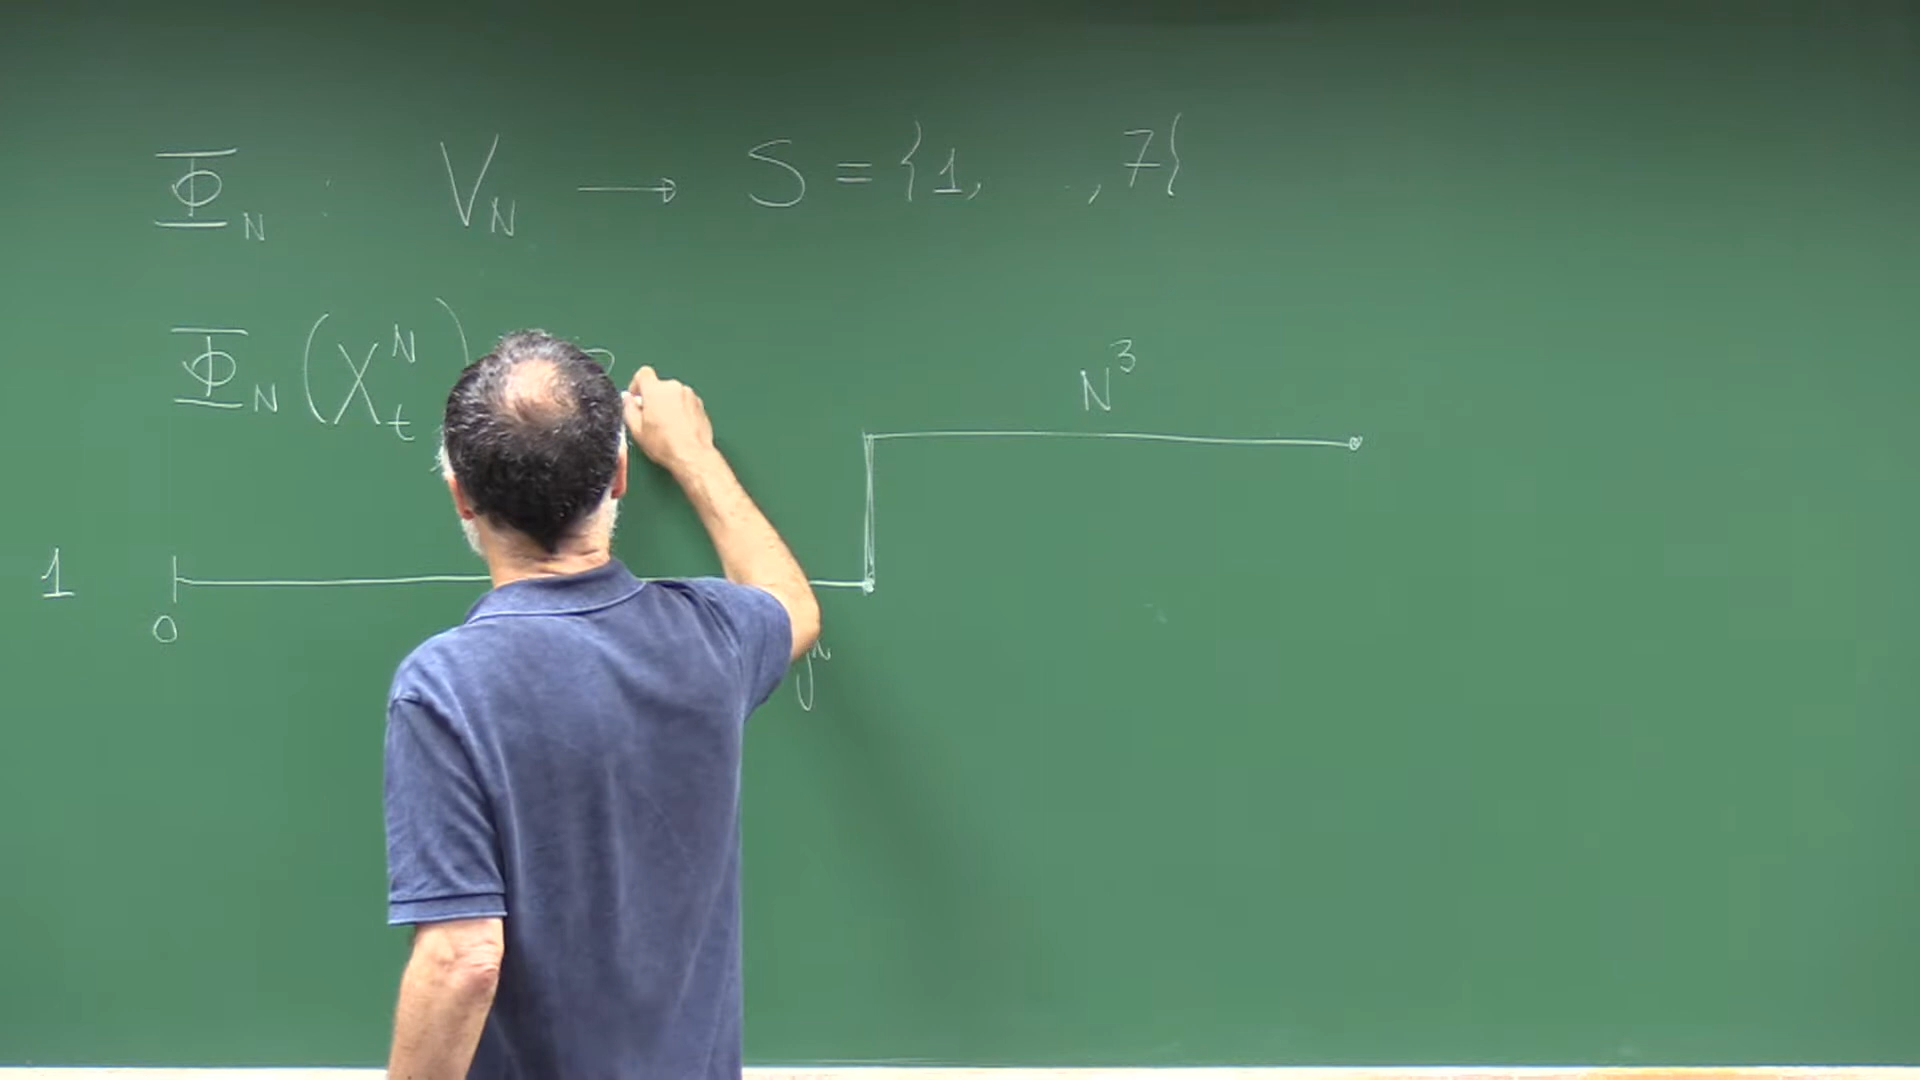 Φ_N : V_N → S = {1, . . , 7}
Φ_N (X_t^N)
N^3
1
0